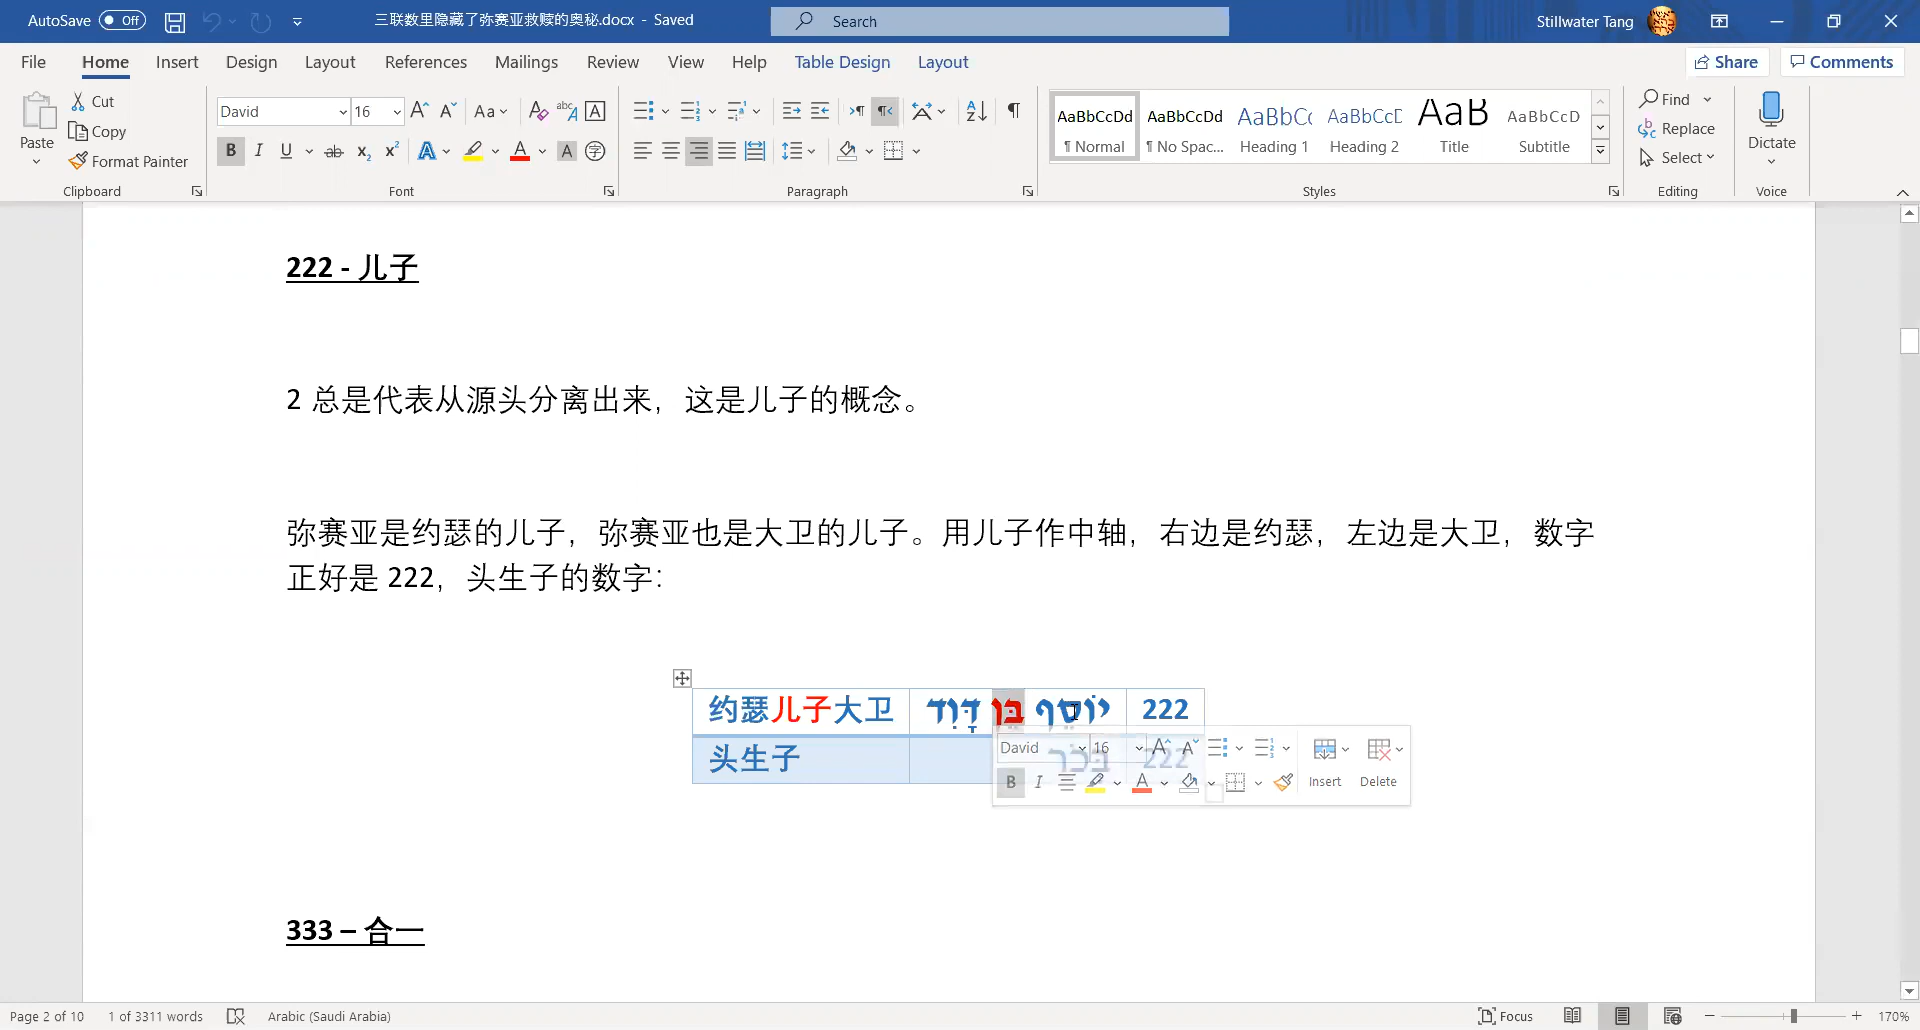 AutoSave Off 三联数里隐藏了弥赛亚救赎的奥秘.docx - Saved Search Stillwater Tang
File Home Insert Design Layout References Mailings Review View Help Table Design Layout Share Comments
Paste Cut Copy Format Painter
Clipboard
David 16 Aa
B I U ab x₂ x² A A A 字
Font
Paragraph
AaBbCcDd AaBbCcDd AaBbCc AaBbCcD AaB AaBbCcD
¶ Normal ¶ No Spac... Heading 1 Heading 2 Title Subtitle
Styles
Find
Replace
Select
Editing
Dictate
Voice
222 - 儿子
2 总是代表从源头分离出来，这是儿子的概念。
弥赛亚是约瑟的儿子，弥赛亚也是大卫的儿子。用儿子作中轴，右边是约瑟，左边是大卫，数字
正好是 222，头生子的数字：
约瑟儿子大卫 יוֹסֵף בֵּן דָּוִד 222
头生子 בְּכֹר 222
David 16
B I A Insert Delete
333 – 合一
Page 2 of 10 1 of 3311 words Arabic (Saudi Arabia) Focus 170%